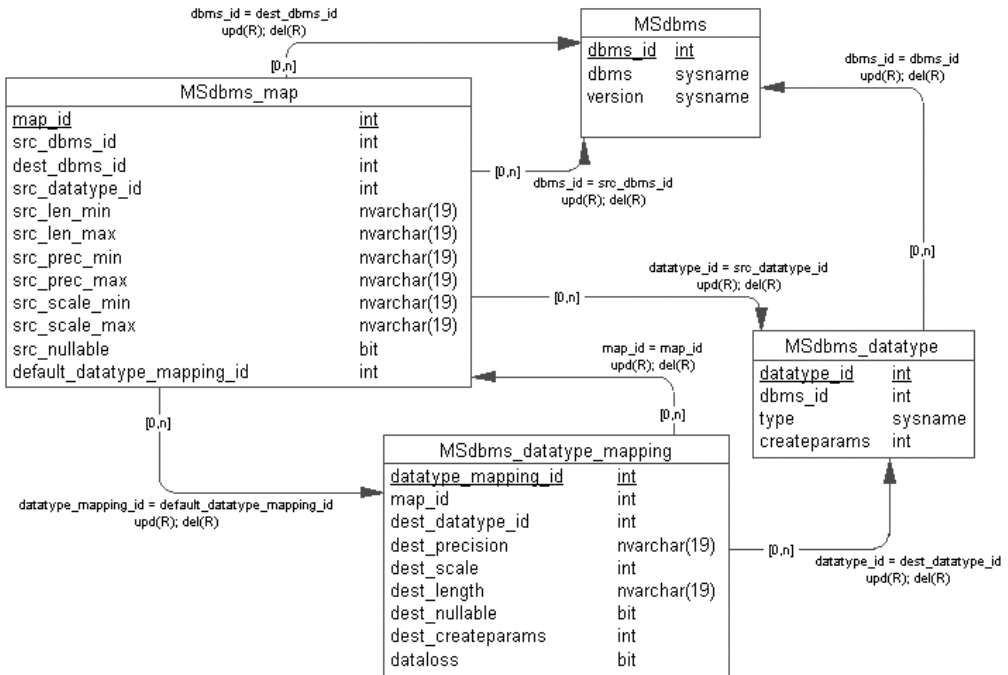 dbms_id = dest_dbms_id
upd(R); del(R)
[0,n]
MSdbms
dbms_id int
dbms sysname
version sysname
dbms_id = dbms_id
upd(R); del(R)
[0,n]
MSdbms_map
map_id int
src_dbms_id int
dest_dbms_id int
src_datatype_id int
src_len_min nvarchar(19)
src_len_max nvarchar(19)
src_prec_min nvarchar(19)
src_prec_max nvarchar(19)
src_scale_min nvarchar(19)
src_scale_max nvarchar(19)
src_nullable bit
default_datatype_mapping_id int
[0,n]
dbms_id = src_dbms_id
upd(R); del(R)
datatype_id = src_datatype_id
upd(R); del(R)
[0,n]
MSdbms_datatype
datatype_id int
dbms_id int
type sysname
createparams int
map_id = map_id
upd(R); del(R)
[0,n]
[0,n]
datatype_mapping_id = default_datatype_mapping_id
upd(R); del(R)
MSdbms_datatype_mapping
datatype_mapping_id int
map_id int
dest_datatype_id int
dest_precision nvarchar(19)
dest_scale int
dest_length nvarchar(19)
dest_nullable bit
dest_createparams int
dataloss bit
[0,n]
datatype_id = dest_datatype_id
upd(R); del(R)